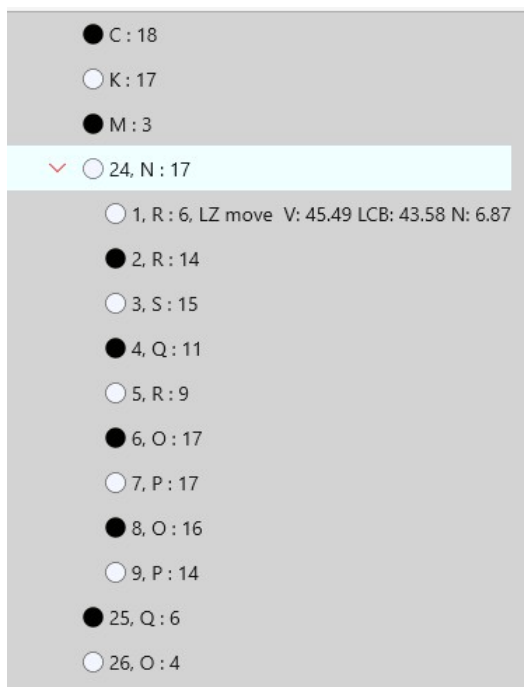 C : 18
K : 17
M : 3
24, N : 17
1, R : 6, LZ move  V: 45.49 LCB: 43.58 N: 6.87
2, R : 14
3, S : 15
4, Q : 11
5, R : 9
6, O : 17
7, P : 17
8, O : 16
9, P : 14
25, Q : 6
26, O : 4